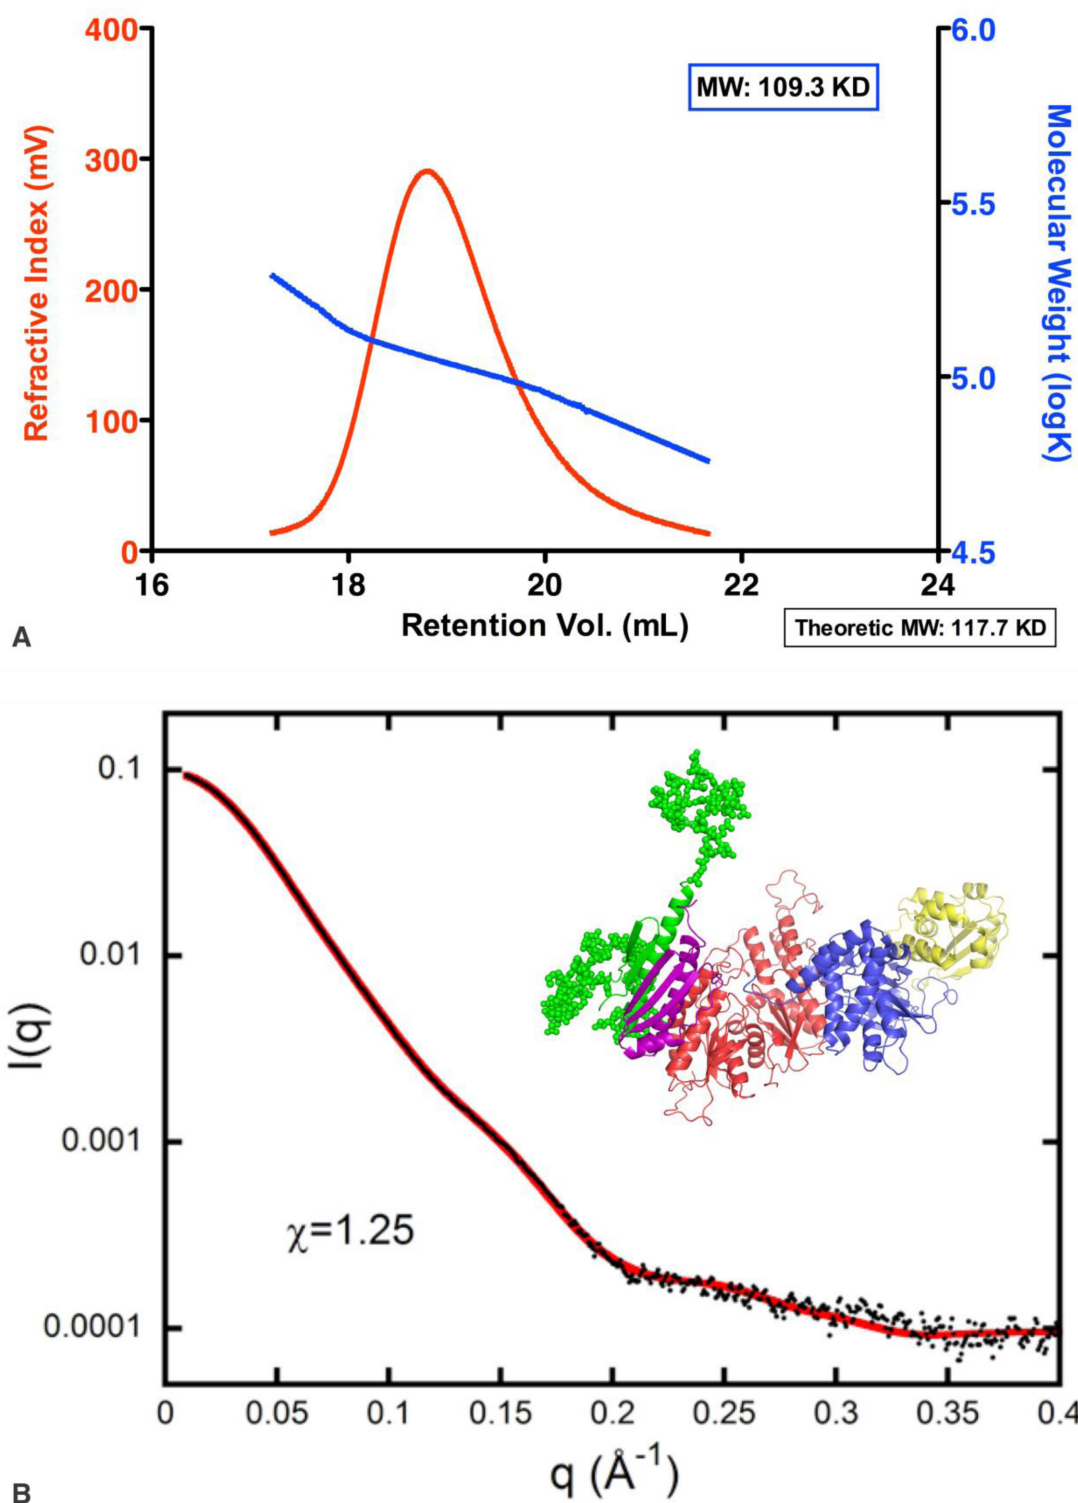 400
300
200
100
0
Refractive Index (mV)
MW: 109.3 KD
6.0
5.5
5.0
4.5
Molecular Weight (logK)
16 18 20 22 24
Retention Vol. (mL)
Theoretic MW: 117.7 KD
A
0.1
0.01
0.001
0.0001
I(q)
χ=1.25
0 0.05 0.1 0.15 0.2 0.25 0.3 0.35 0.4
q (Å⁻¹)
B